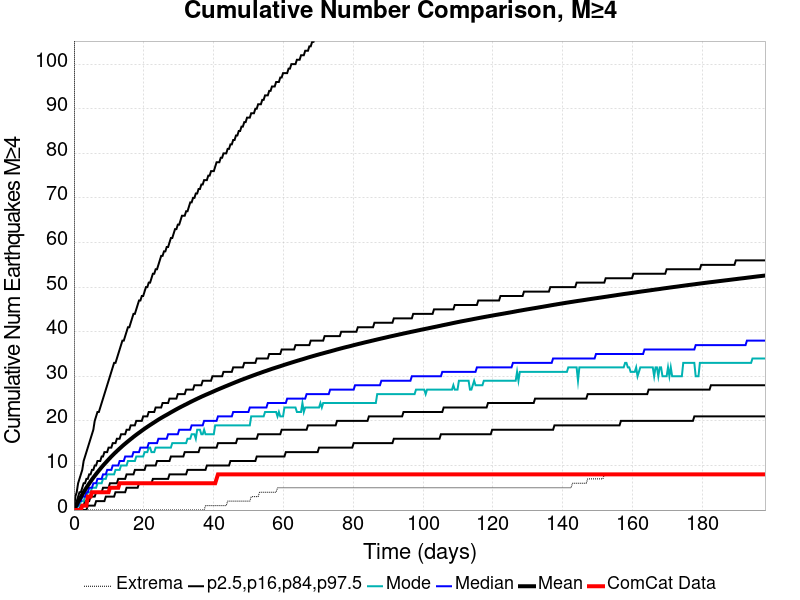 Cumulative Number Comparison, M≥4
Cumulative Num Earthquakes M≥4
100
90
80
70
60
50
40
30
20
10
0
0 20 40 60 80 100 120 140 160 180
Time (days)
Extrema p2.5,p16,p84,p97.5 Mode Median Mean ComCat Data